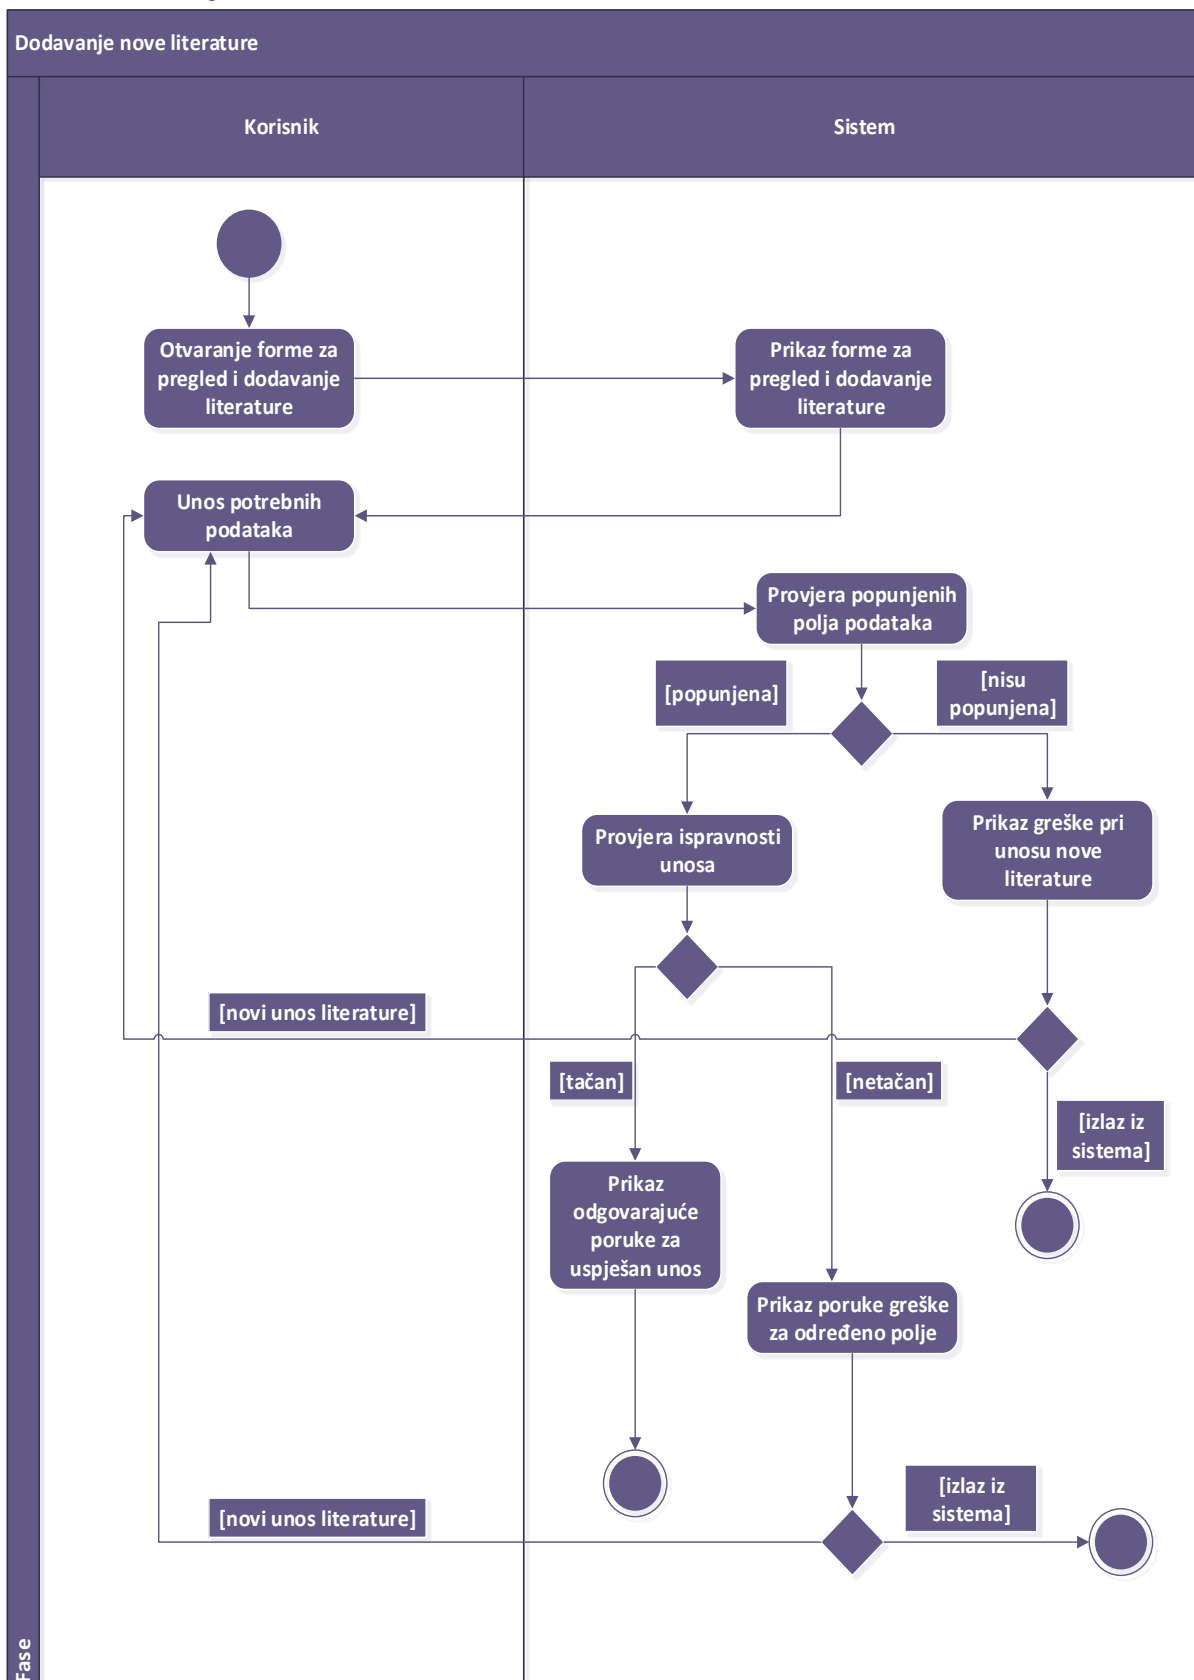 Dodavanje nove literature
Korisnik
Sistem
Otvaranje forme za
pregled i dodavanje
literature
Prikaz forme za
pregled i dodavanje
literature
Unos potrebnih
podataka
Provjera popunjenih
polja podataka
[popunjena]
[nisu
popunjena]
Provjera ispravnosti
unosa
Prikaz greške pri
unosu nove
literature
[novi unos literature]
[tačan]
[netačan]
[izlaz iz
sistema]
Prikaz
odgovarajuće
poruke za
uspješan unos
Prikaz poruke greške
za određeno polje
[novi unos literature]
[izlaz iz
sistema]
Fase